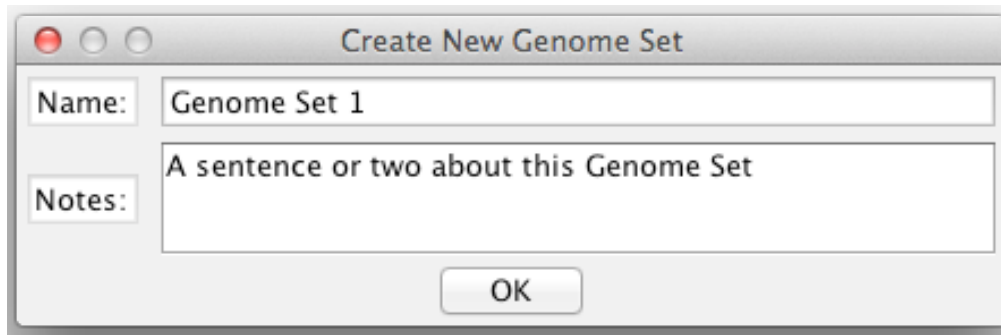 Create New Genome Set
Name: Genome Set 1
Notes: A sentence or two about this Genome Set
OK